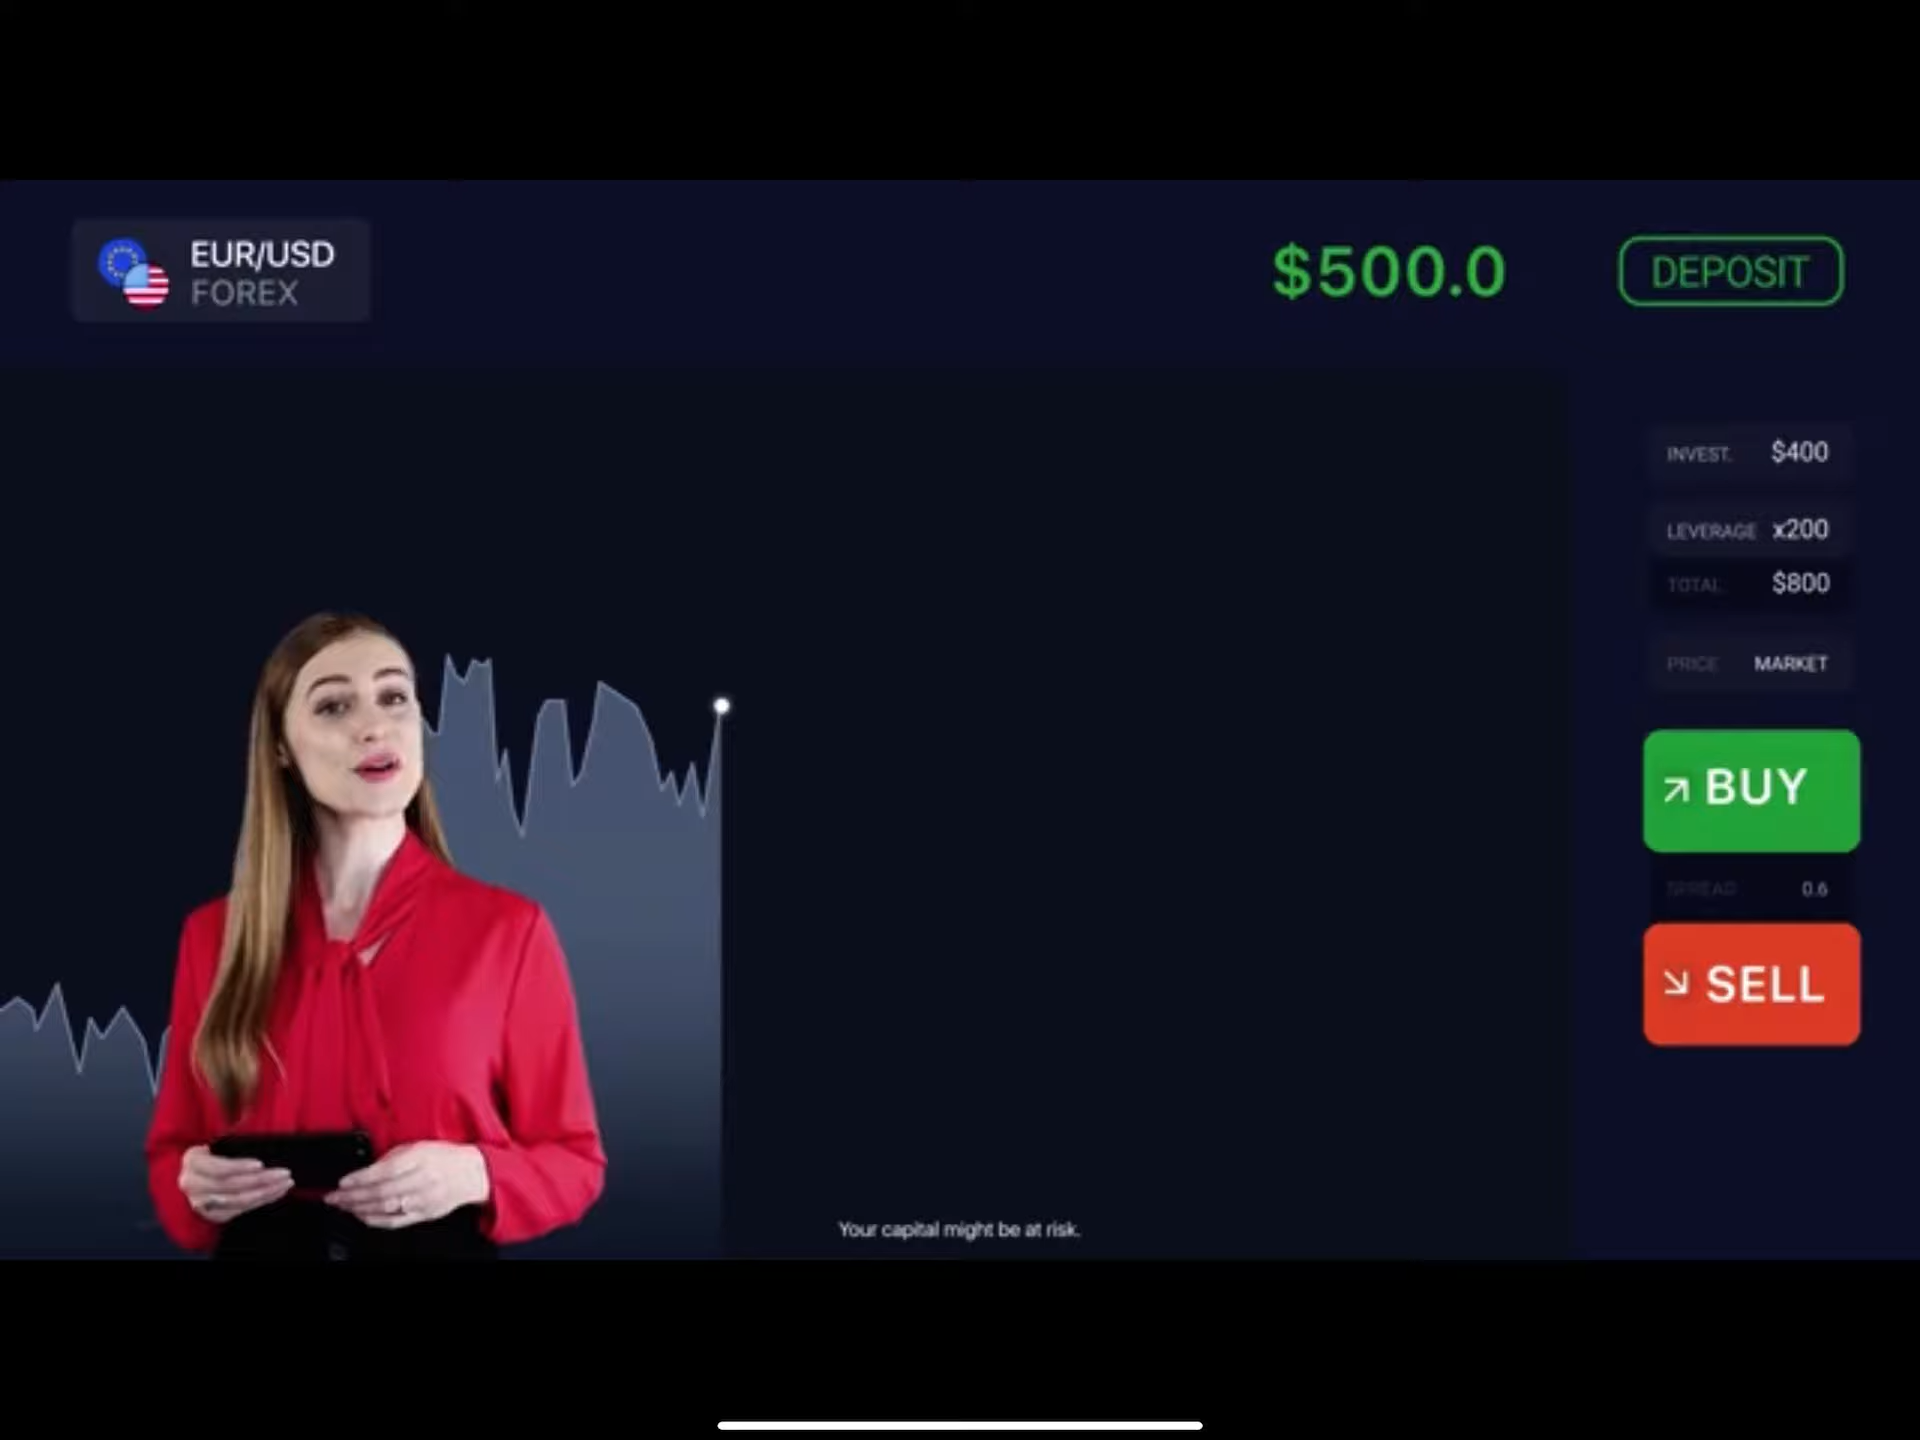 EUR/USD
FOREX
$500.0
DEPOSIT
INVEST. $400
LEVERAGE x200
TOTAL $800
PRICE MARKET
BUY
SPREAD 0.6
SELL
Your capital might be at risk.